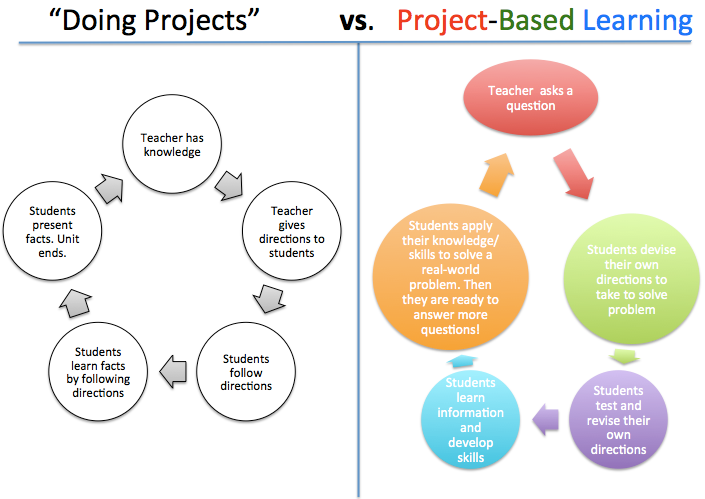 “Doing Projects”
vs. Project-Based Learning
Teacher has
knowledge
Teacher
gives
directions to
students
Students
follow
directions
Students
learn facts
by following
directions
Students
present
facts. Unit
ends.
Teacher asks a
question
Students devise
their own
directions to
take to solve
problem
Students
test and
revise their
own
directions
Students
learn
information
and
develop
skills
Students apply
their knowledge/
skills to solve a
real-world
problem. Then
they are ready to
answer more
questions!